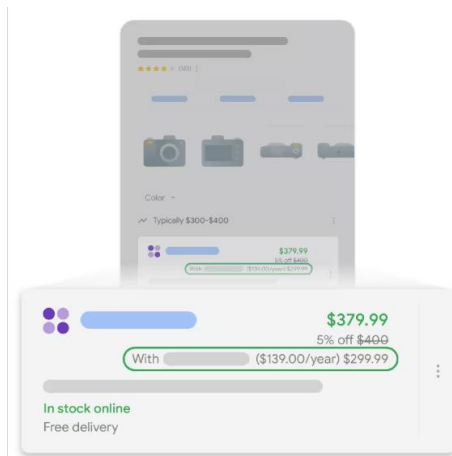 (50)
Color
Typically $300-$400
$379.99
5% off $400
With ($139.00/year) $299.99
$379.99
5% off $400
With ($139.00/year) $299.99
In stock online
Free delivery